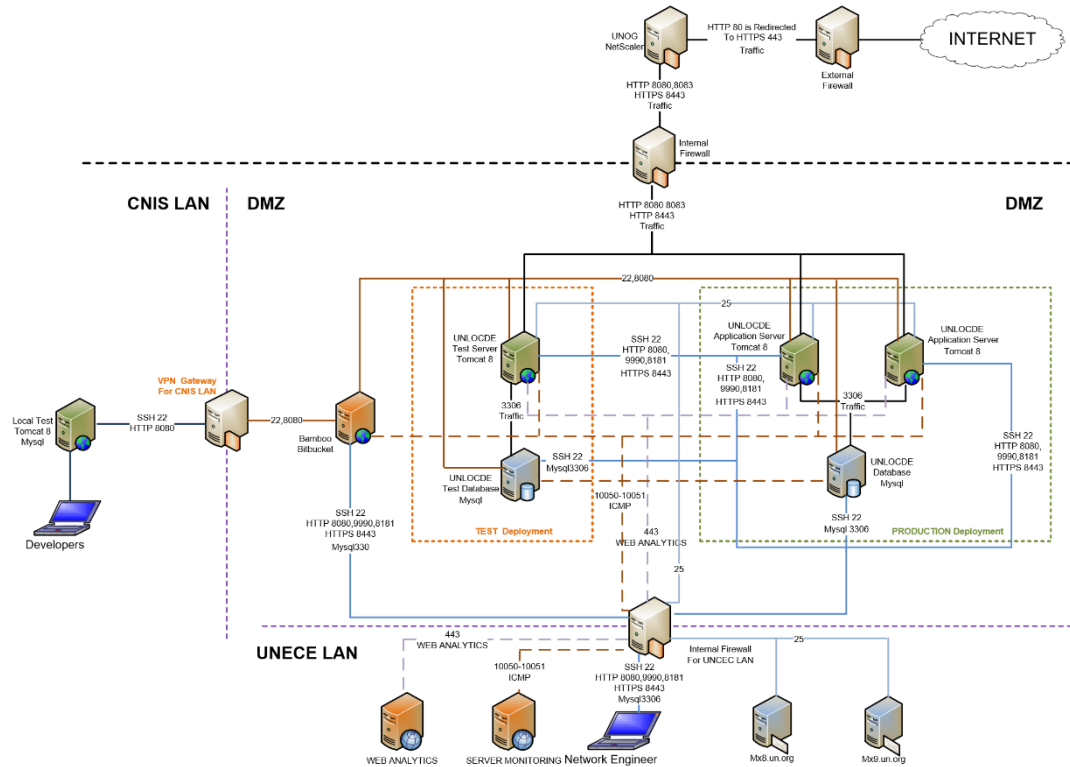 UNOG
NetScaler
HTTP 80 is Redirected
To HTTPS 443
Traffic
External
Firewall
INTERNET
HTTP 8080,8083
HTTPS 8443
Traffic
Internal
Firewall
CNIS LAN
DMZ
DMZ
HTTP 8080 8083
HTTP 8443
Traffic
22,8080
25
UNLOCDE
Test Server
Tomcat 8
SSH 22
HTTP 8080,
9990,8181
HTTPS 8443
UNLOCDE
Application Server
Tomcat 8
UNLOCDE
Application Server
Tomcat 8
SSH 22
HTTP 8080,
9990,8181
HTTPS 8443
VPN Gateway
For CNIS LAN
Local Test
Tomcat 8
Mysql
SSH 22
HTTP 8080
22,8080
Bamboo
Bitbucket
3306
Traffic
3306
Traffic
SSH 22
HTTP 8080,
9990,8181
HTTPS 8443
UNLOCDE
Test Database
Mysql
SSH 22
Mysql3306
UNLOCDE
Database
Mysql
10050-10051
ICMP
SSH 22
HTTP 8080,9990,8181
HTTPS 8443
Mysql330
SSH 22
Mysql 3306
TEST Deployment
443
WEB ANALYTICS
PRODUCTION Deployment
Developers
25
UNECE LAN
443
WEB ANALYTICS
10050-10051
ICMP
SSH 22
HTTP 8080,9990,8181
HTTPS 8443
Mysql3306
Internal Firewall
For UNCEC LAN
25
WEB ANALYTICS
SERVER MONITORING
Network Engineer
Mx8.un.org
Mx9.un.org